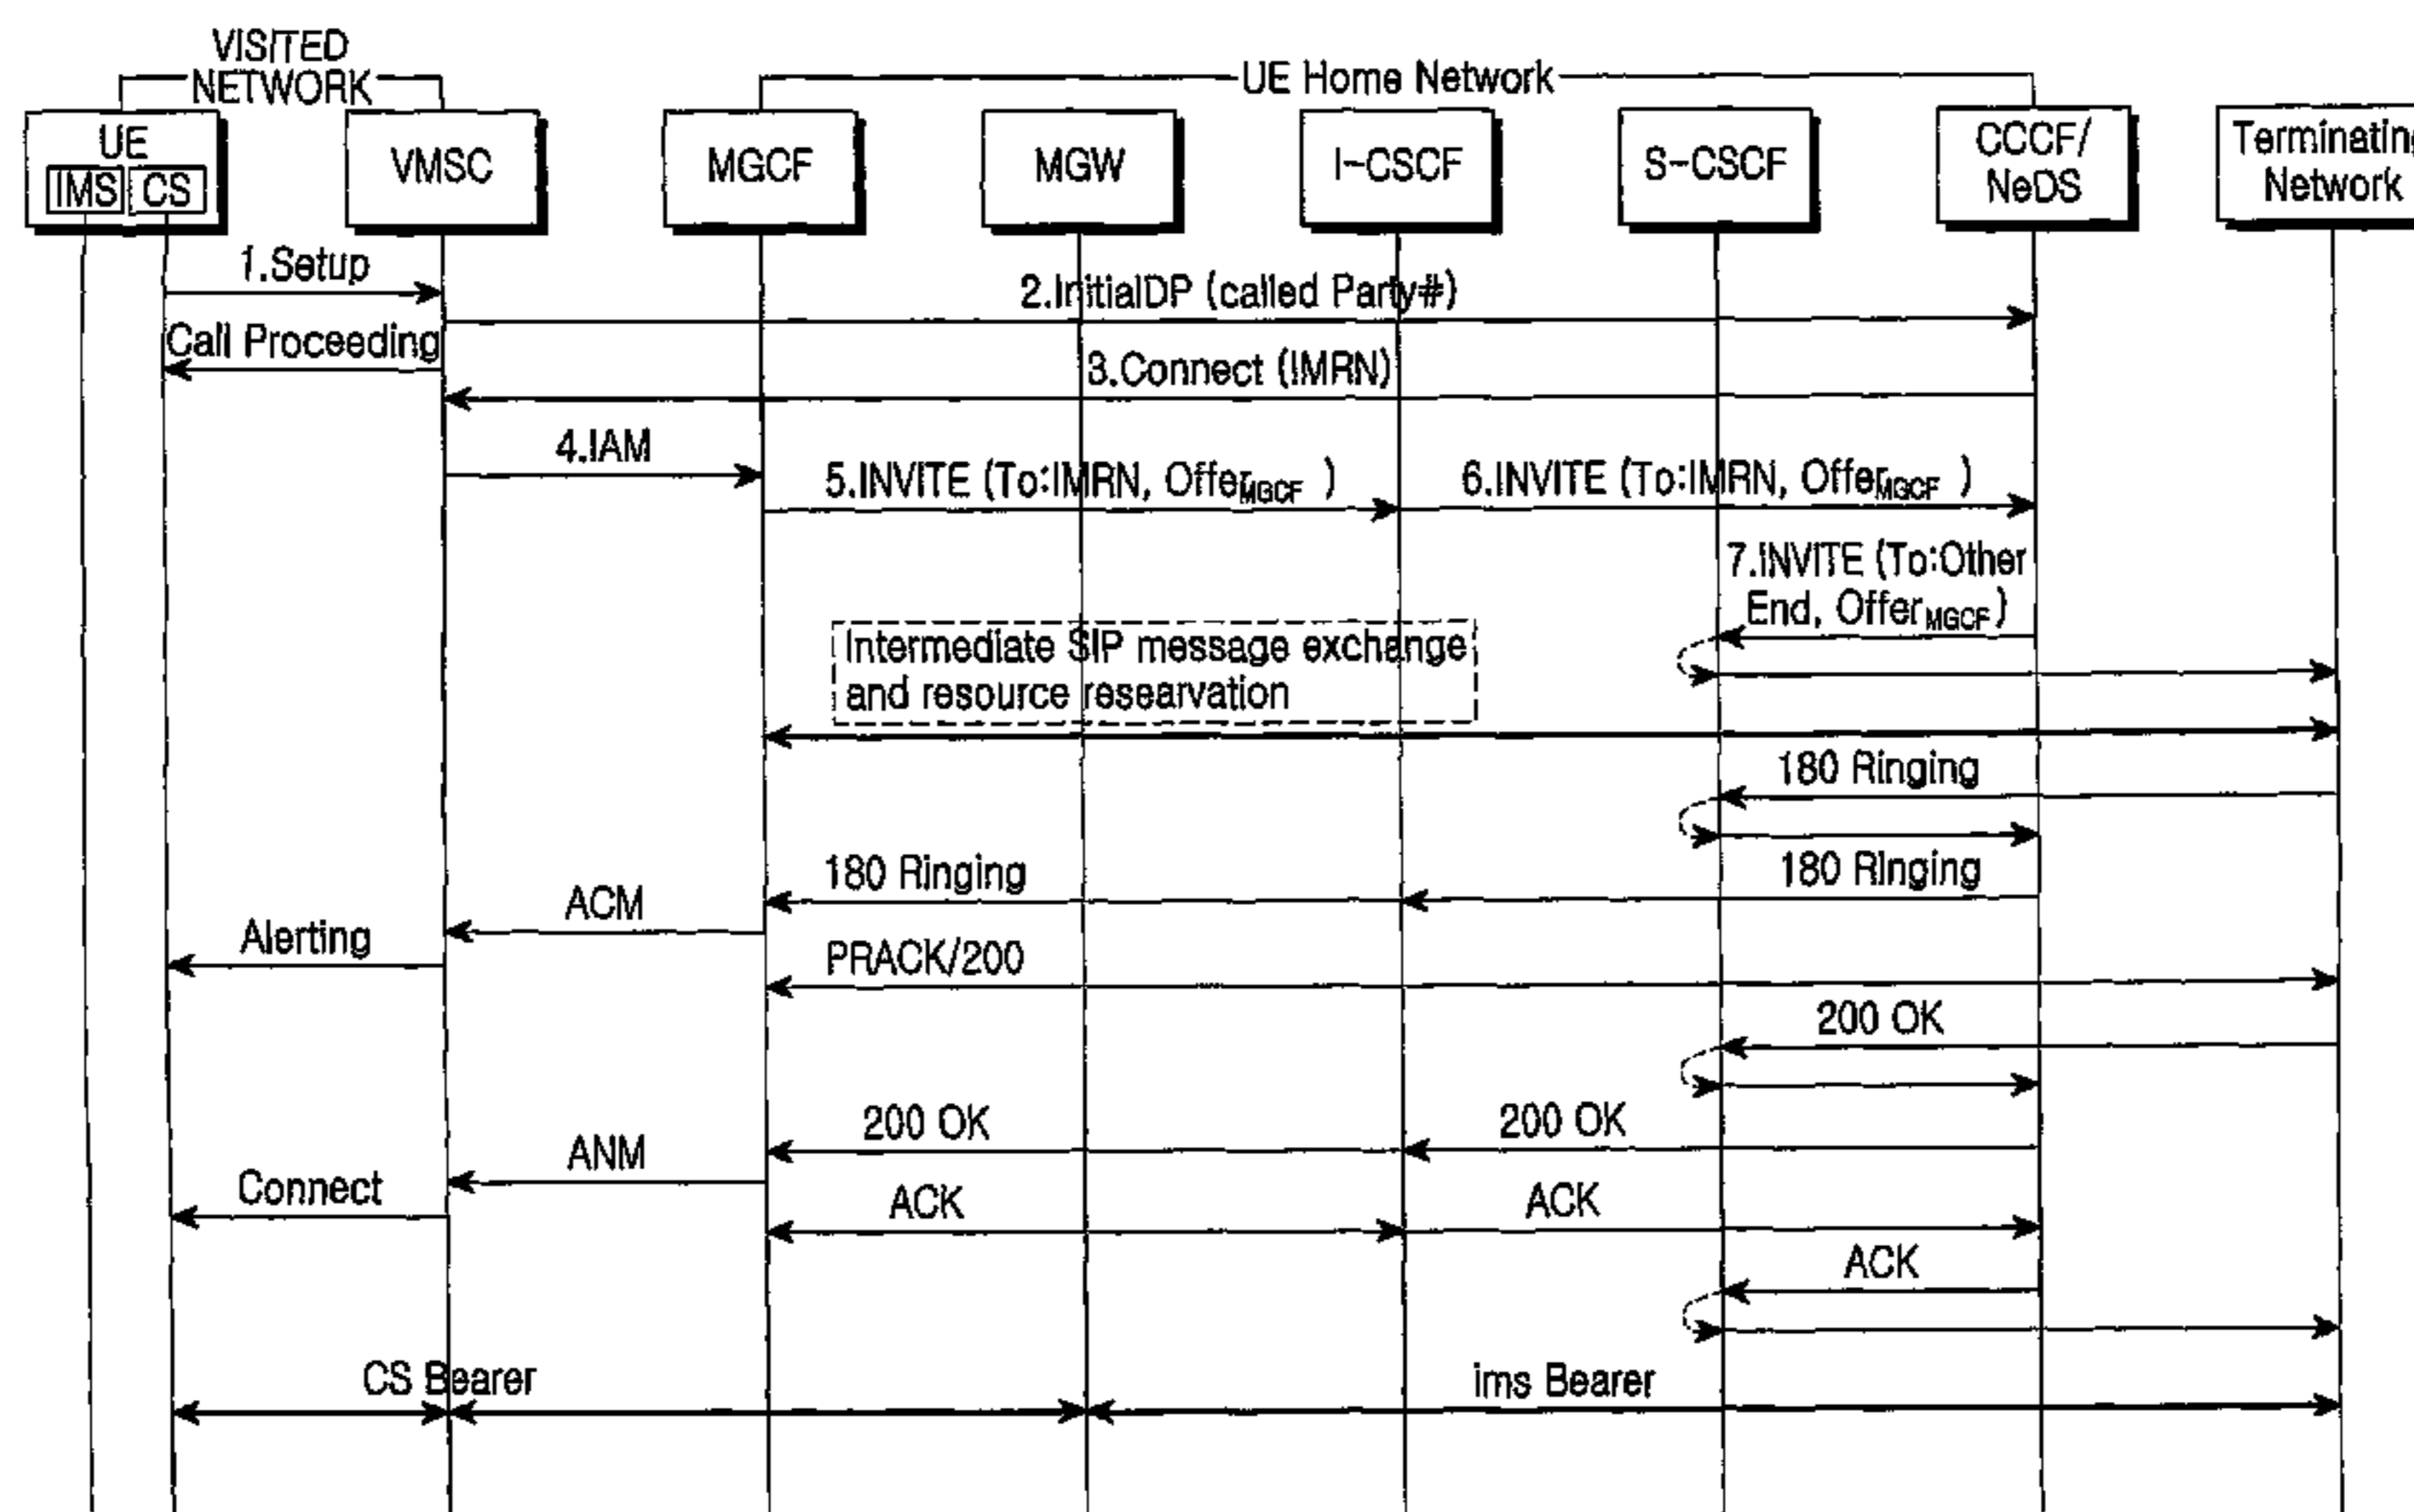 VISITED
NETWORK
UE Home Network
UE
IMS CS
VMSC
MGCF
MGW
I-CSCF
S-CSCF
CCCF/
NeDS
Terminating
Network
1.Setup
2.InitialDP (called Party#)
Call Proceeding
3.Connect (IMRN)
4.IAM
5.INVITE (To:IMRN, OfferMGCF )
6.INVITE (To:IMRN, OfferMGCF )
7.INVITE (To:Other
End, OfferMGCF)
Intermediate SIP message exchange
and resource researvation
180 Ringing
180 Ringing
180 Ringing
ACM
Alerting
PRACK/200
200 OK
200 OK
200 OK
ANM
Connect
ACK
ACK
ACK
CS Bearer
ims Bearer